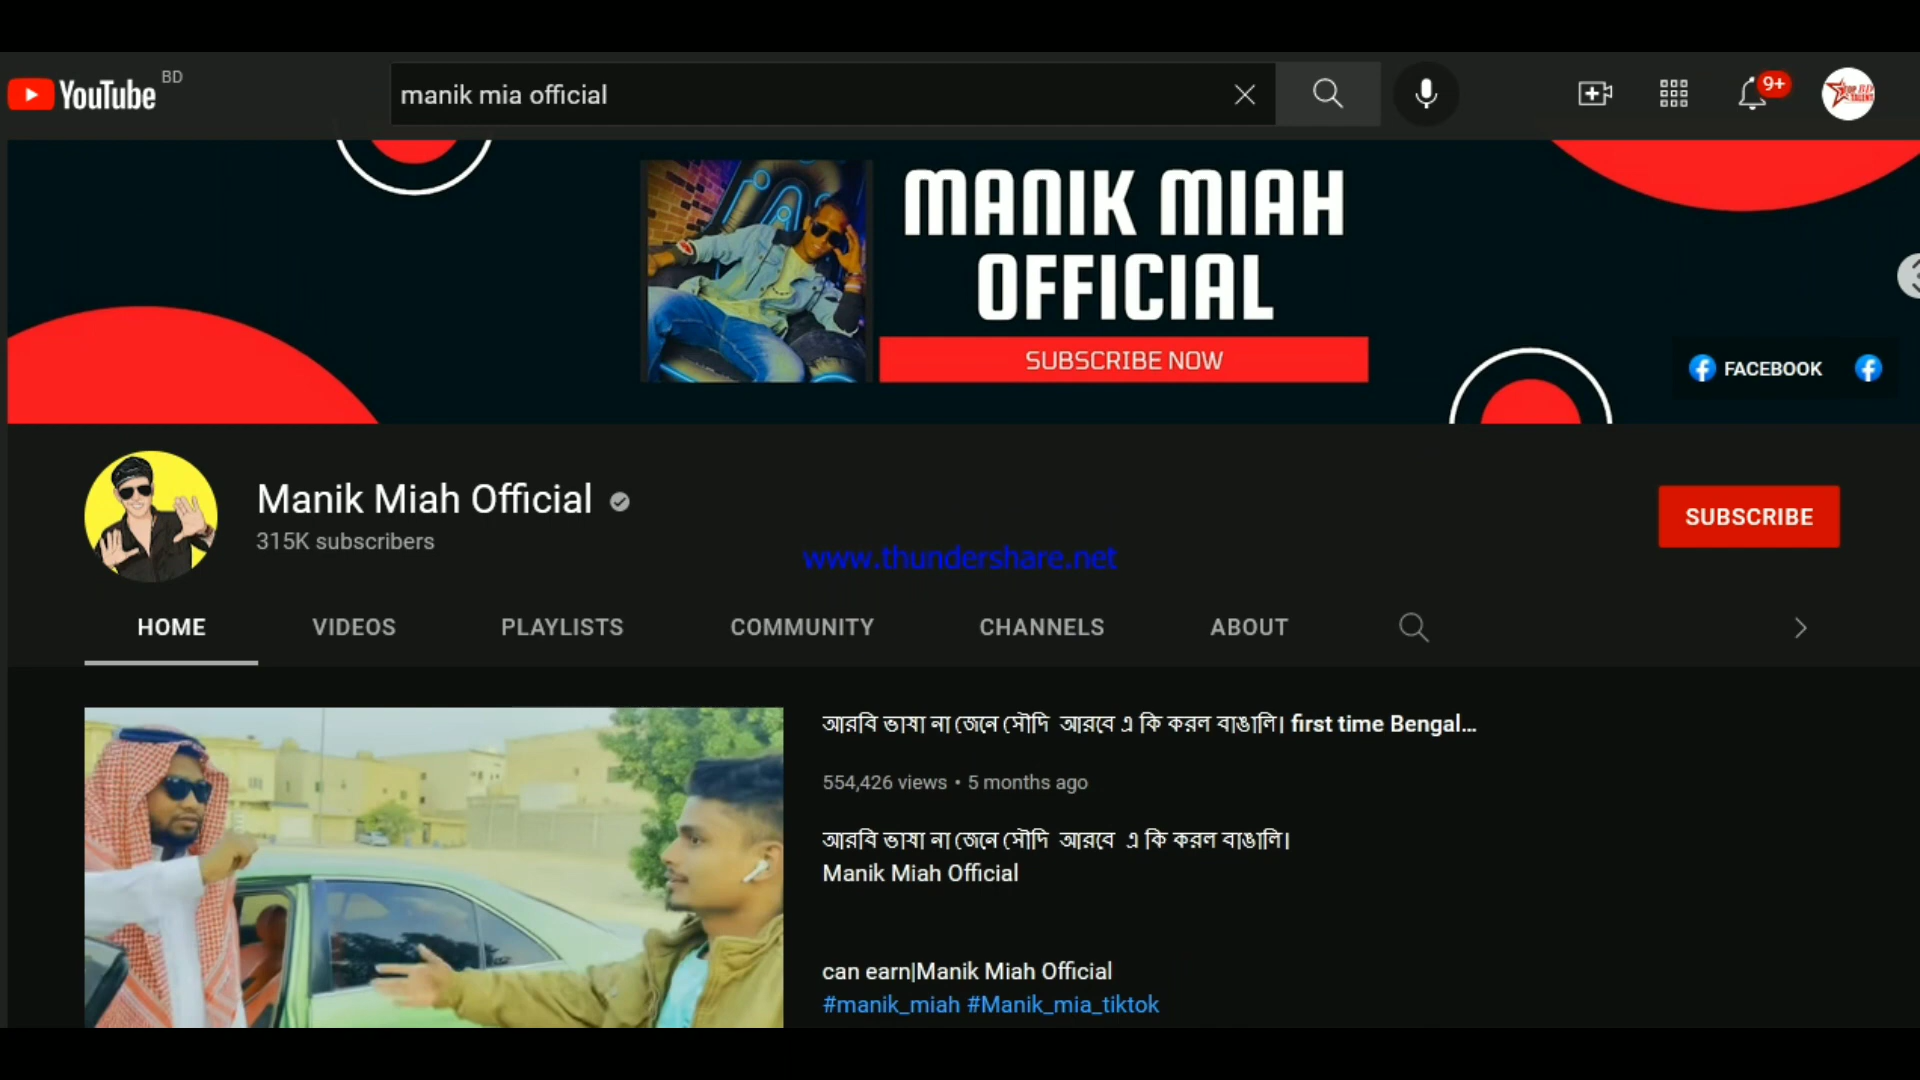 YouTube BD
manik mia official
9+
MANIK MIAH
OFFICIAL
SUBSCRIBE NOW
FACEBOOK
Manik Miah Official
315K subscribers
SUBSCRIBE
www.thundershare.net
HOME VIDEOS PLAYLISTS COMMUNITY CHANNELS ABOUT
আরবি ভাষা না জেনে সৌদি আরবে এ কি করল বাঙালি। first time Bengal...
554,426 views • 5 months ago
আরবি ভাষা না জেনে সৌদি আরবে এ কি করল বাঙালি।
Manik Miah Official
can earn|Manik Miah Official
#manik_miah #Manik_mia_tiktok